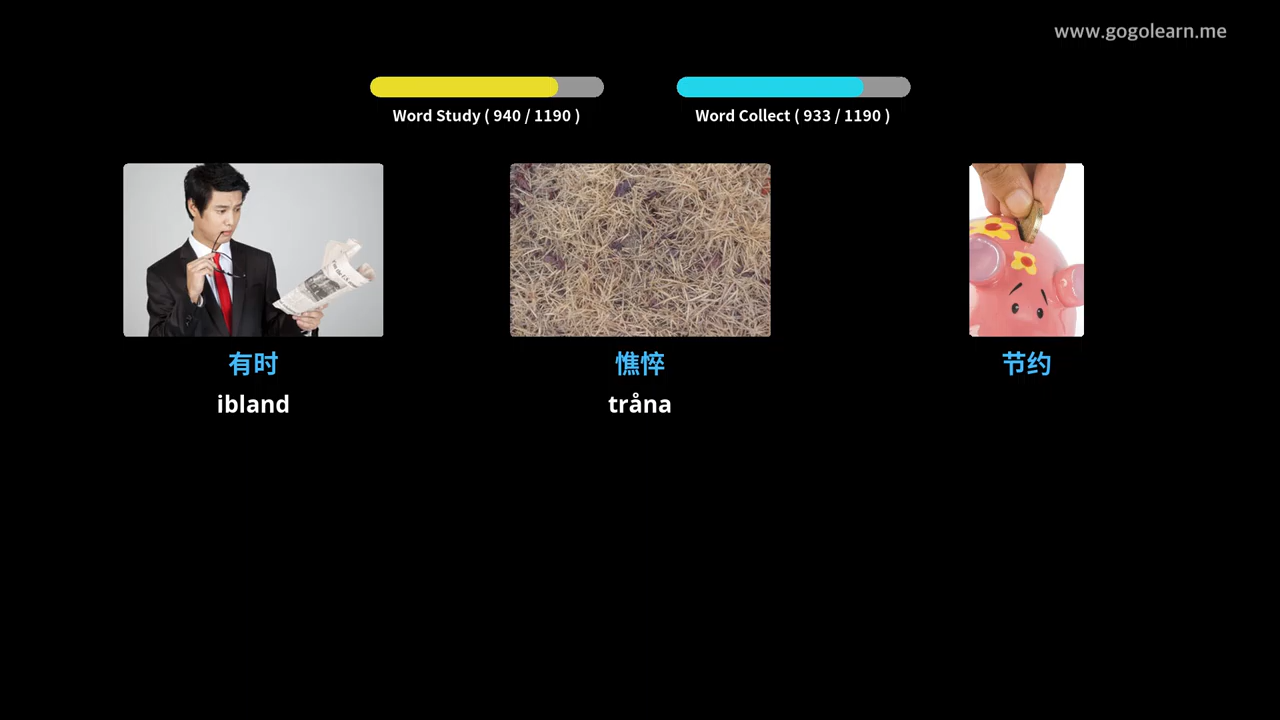 www.gogolearn.me
Word Study ( 940 / 1190 )
Word Collect ( 933 / 1190 )
有时
憔悴
节约
ibland
tråna